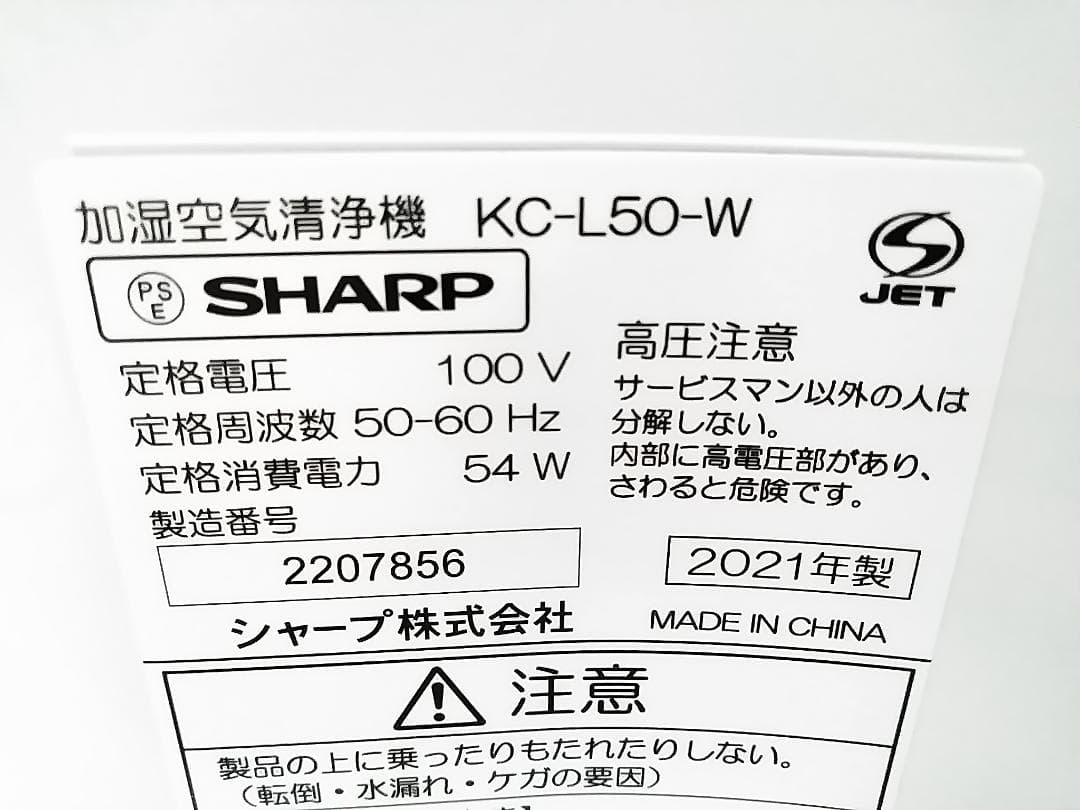 加湿空気清浄機 KC-L50-W
PSE SHARP
JET
定格電圧 100 V
定格周波数 50-60 Hz
定格消費電力 54 W
製造番号
2207856
シャープ株式会社
高圧注意
サービスマン以外の人は
分解しない。
内部に高電圧部があり、
さわると危険です。
2021年製
MADE IN CHINA
注意
製品の上に乗ったりもたれたりしない。
（転倒・水漏れ・ケガの要因）